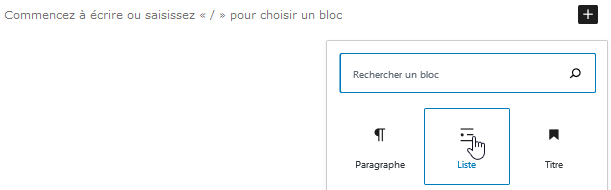 Commencez à écrire ou saisissez « / » pour choisir un bloc
Rechercher un bloc
Paragraphe Liste Titre